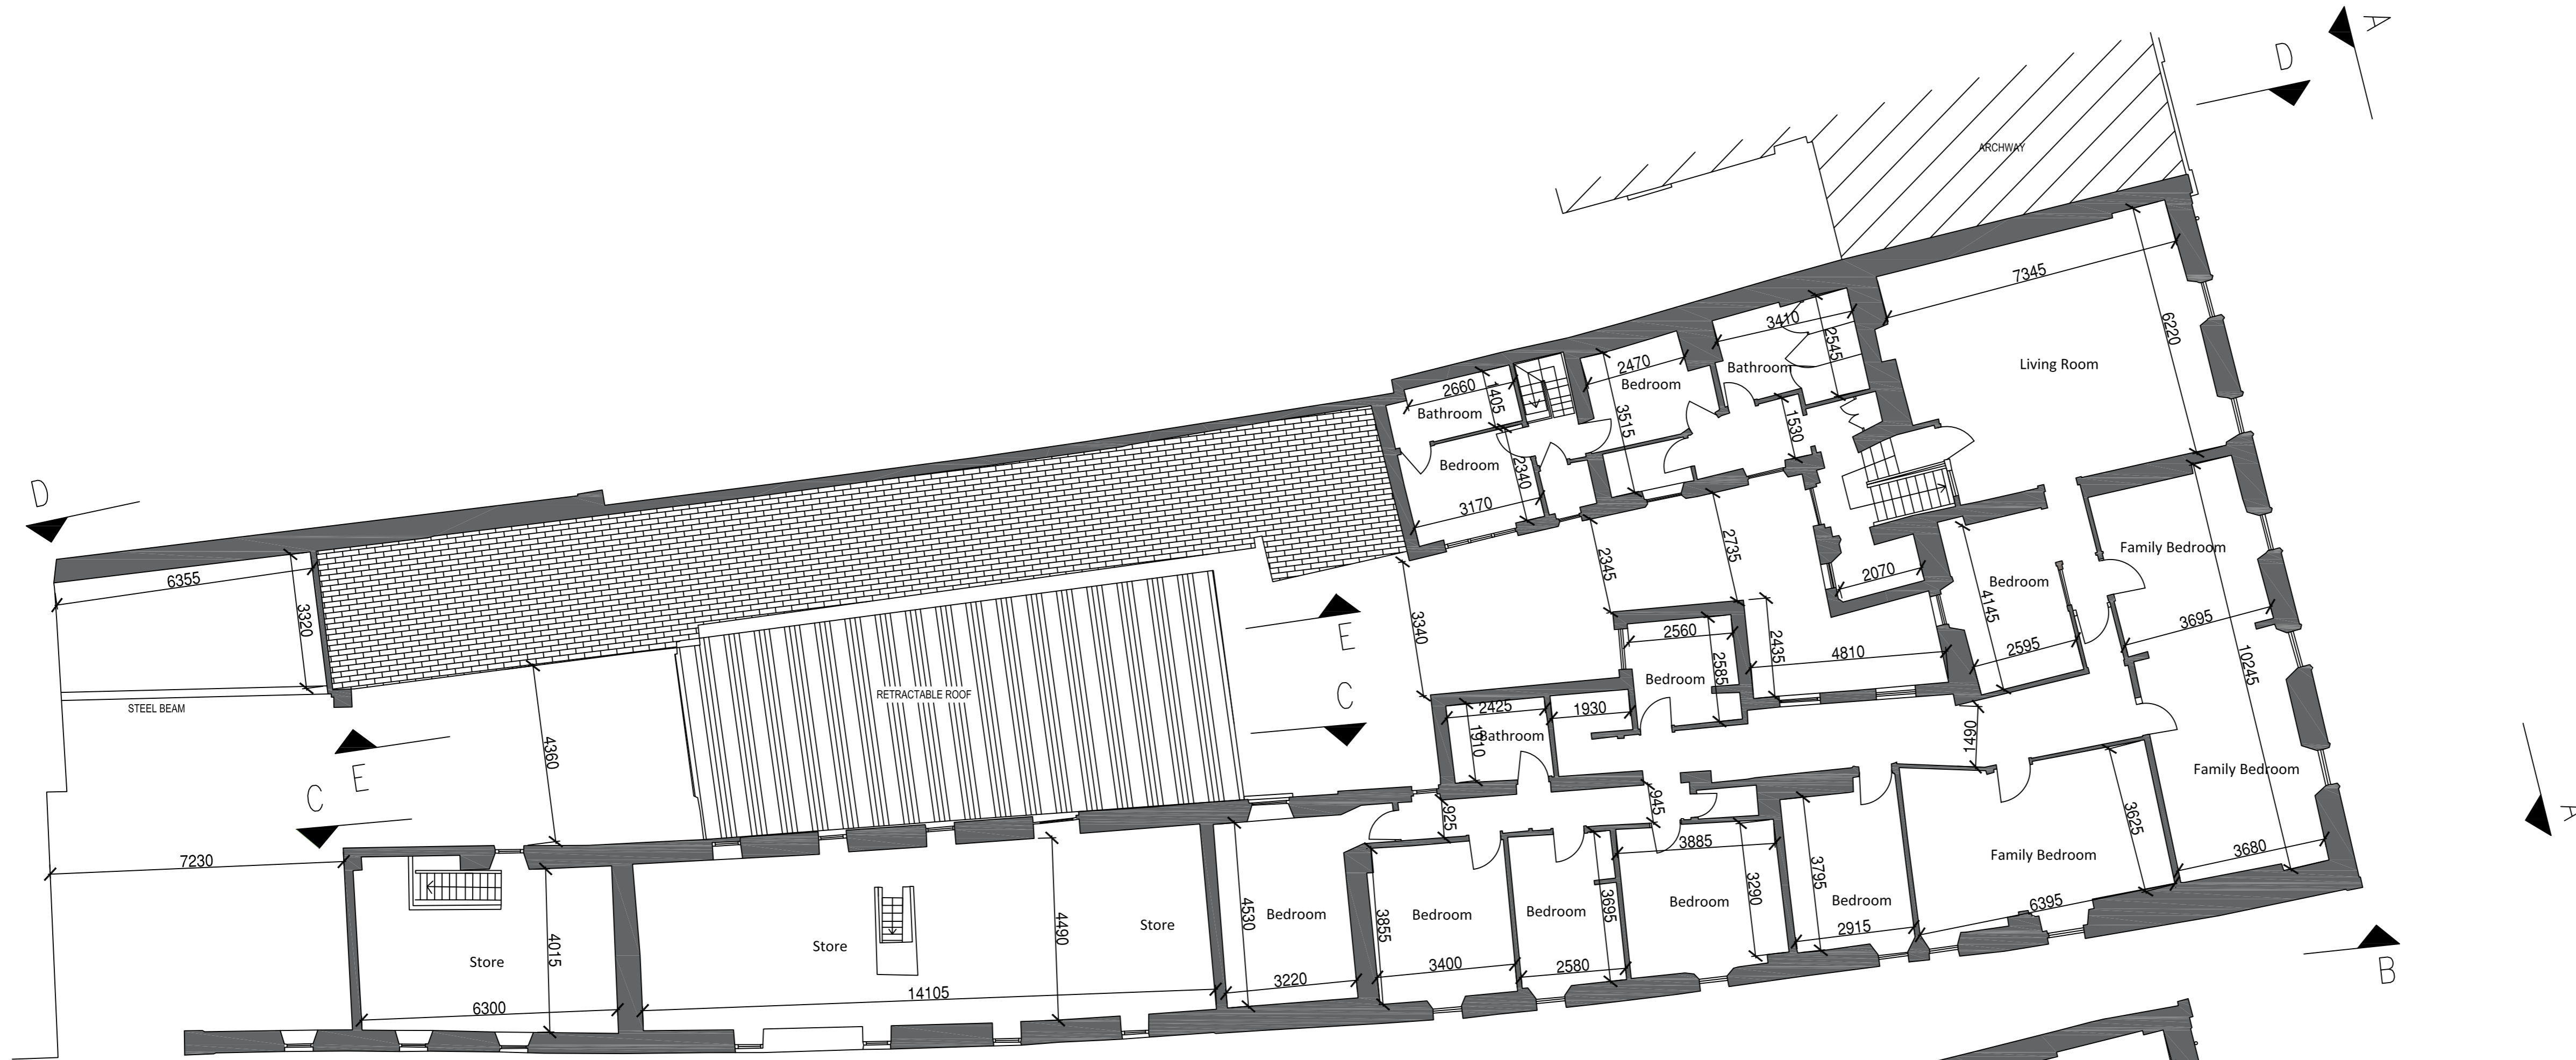 A
D
ARCHWAY
7345
6220
Living Room
3410
2545
Bathroom
2470
Bedroom
3515
1530
2660
1405
Bathroom
Bedroom
2340
3170
D
6355
3320
STEEL BEAM
RETRACTABLE ROOF
4360
E
C
E
C
3340
2345
2735
2070
Family Bedroom
Bedroom
4145
2595
3695
10245
2560
2585
Bedroom
2435
4810
2425
1930
1910
Bathroom
1490
Family Bedroom
A
7230
925
945
3885
3290
3795
3625
Family Bedroom
3680
6395
4015
Store
6300
Store
14105
4490
Store
4530
Bedroom
3220
3855
Bedroom
3400
Bedroom
3695
2580
Bedroom
Bedroom
2915
B